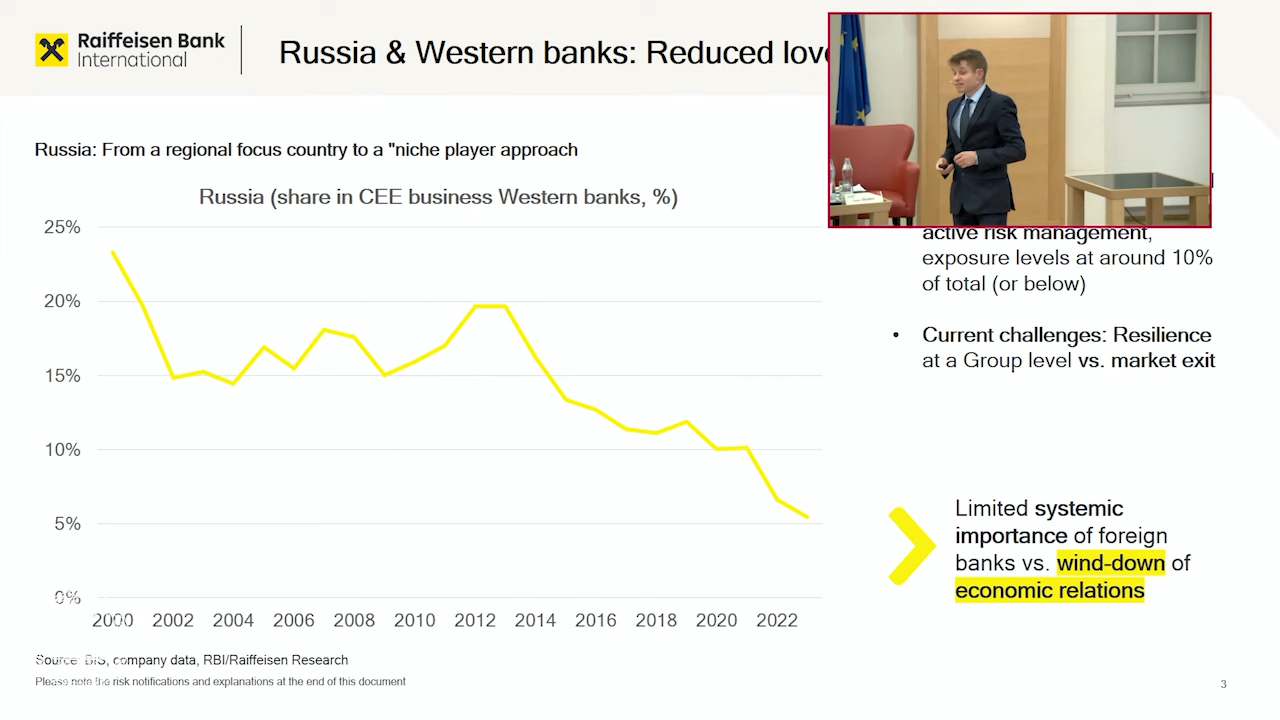 Raiffeisen Bank
International
Russia & Western banks: Reduced
Russia: From a regional focus country to a "niche player approach
Russia (share in CEE business Western banks, %)
25%
20%
15%
10%
5%
0%
2000 2002 2004 2006 2008 2010 2012 2014 2016 2018 2020 2022
active risk management,
exposure levels at around 10%
of total (or below)
• Current challenges: Resilience
at a Group level vs. market exit
Limited systemic
importance of foreign
banks vs. wind-down of
economic relations
Source: BIS, company data, RBI/Raiffeisen Research
Please note the risk notifications and explanations at the end of this document
3